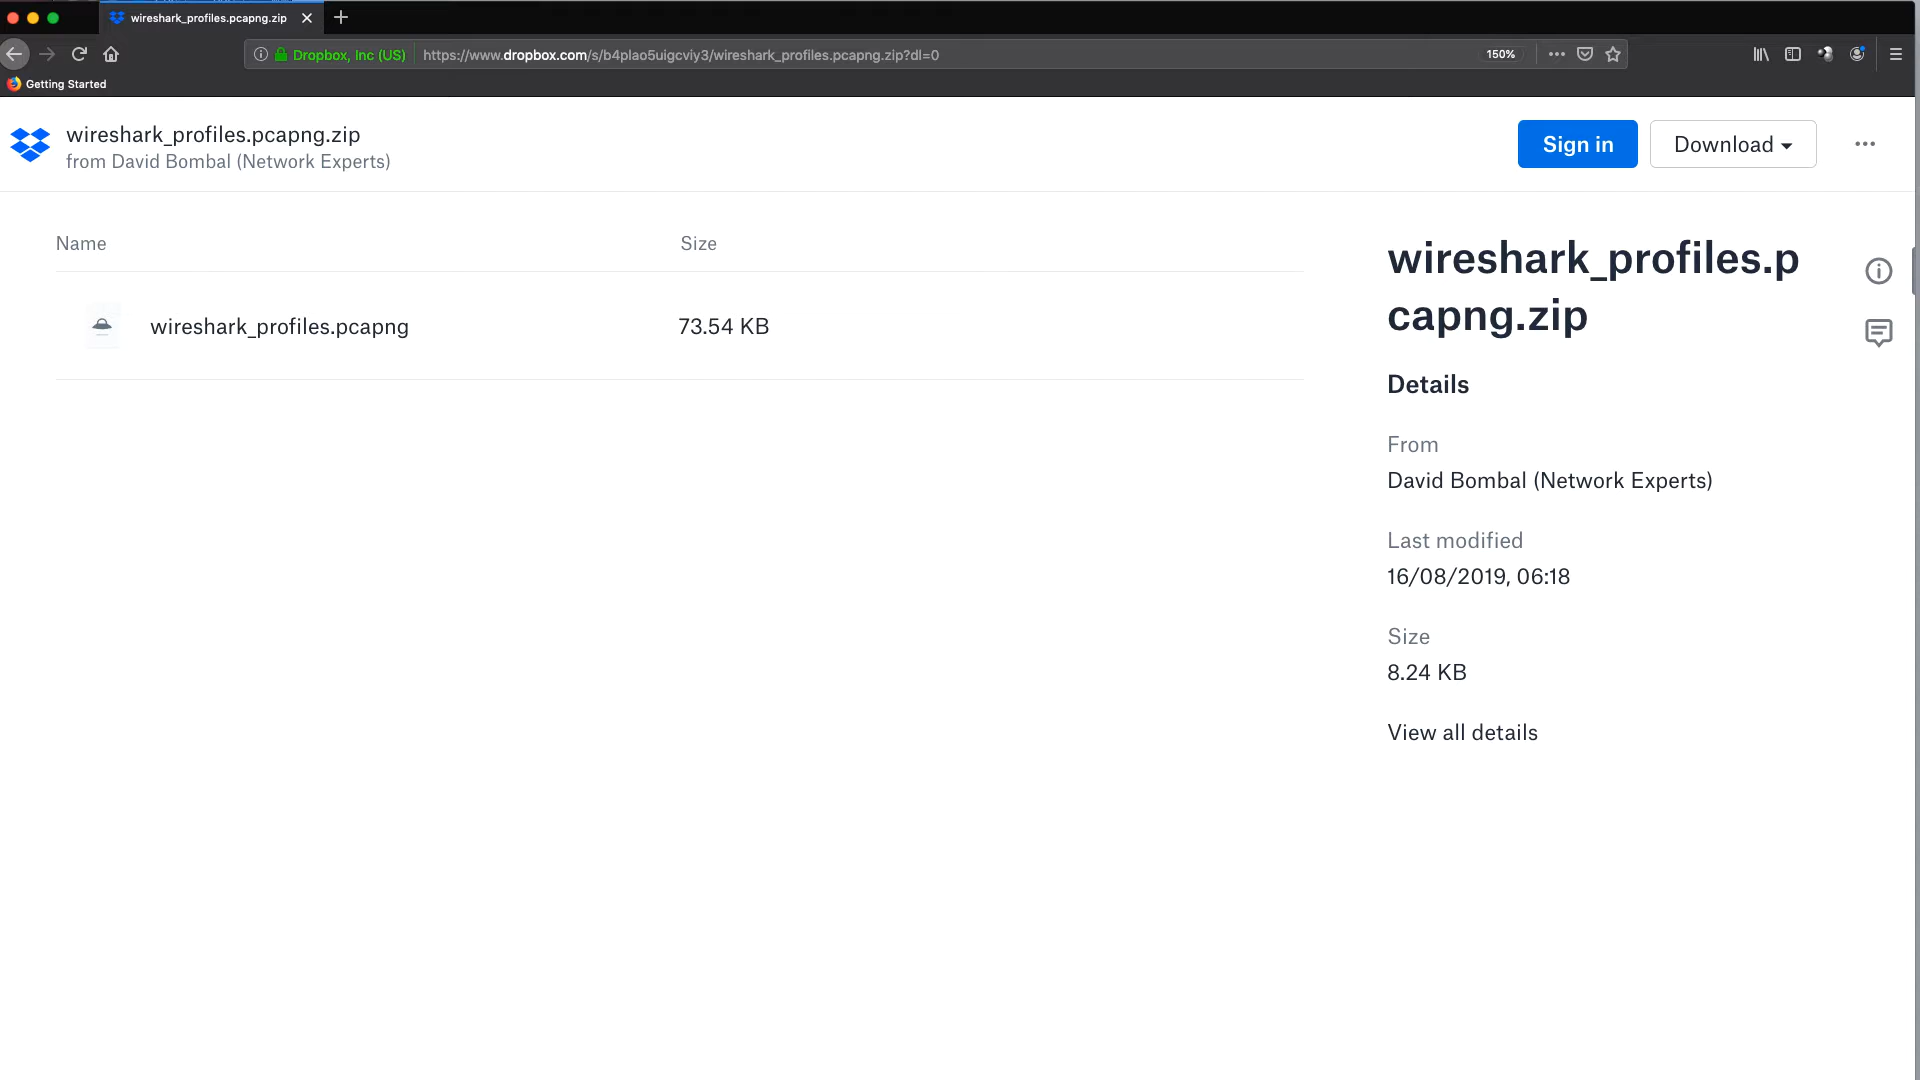 wireshark_profiles.pcapng.zip
Dropbox, Inc (US) https://www.dropbox.com/s/b4plao5uigcviy3/wireshark_profiles.pcapng.zip?dl=0 150%
Getting Started
wireshark_profiles.pcapng.zip
from David Bombal (Network Experts)
Sign in
Download
Name Size
wireshark_profiles.pcapng 73.54 KB
wireshark_profiles.p
capng.zip
Details
From
David Bombal (Network Experts)
Last modified
16/08/2019, 06:18
Size
8.24 KB
View all details